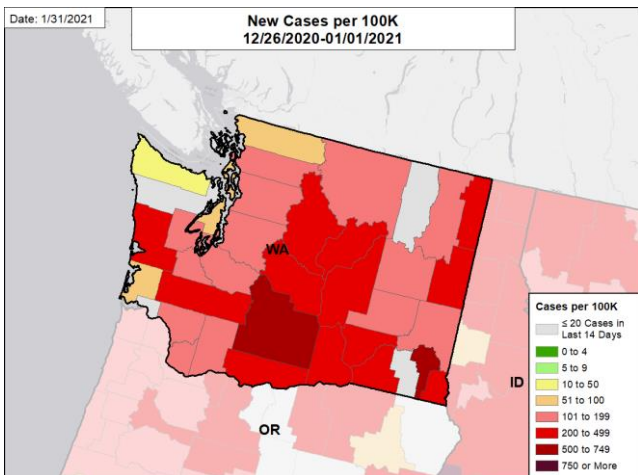 Date: 1/31/2021
New Cases per 100K
12/26/2020-01/01/2021
WA
OR
ID
Cases per 100K
≤ 20 Cases in
Last 14 Days
0 to 4
5 to 9
10 to 50
51 to 100
101 to 199
200 to 499
500 to 749
750 or More